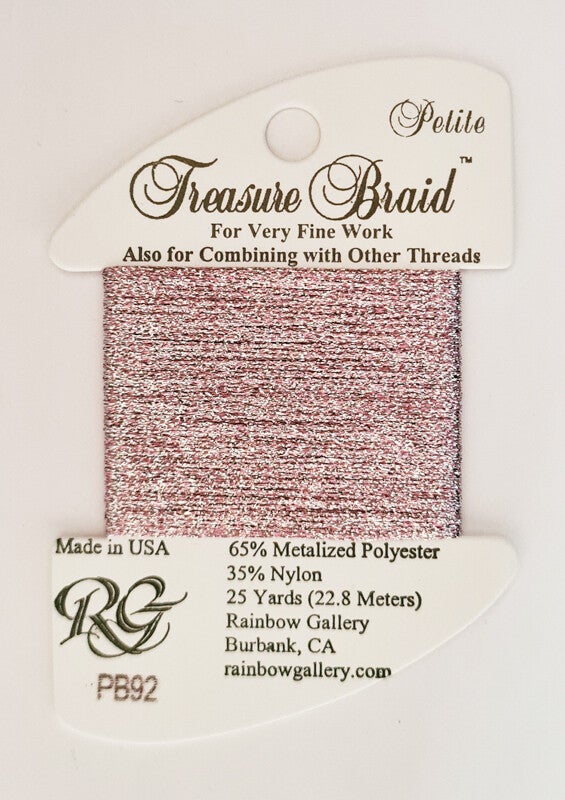 Petite
Treasure Braid™
For Very Fine Work
Also for Combining with Other Threads
Made in USA
RG
PB92
65% Metalized Polyester
35% Nylon
25 Yards (22.8 Meters)
Rainbow Gallery
Burbank, CA
rainbowgallery.com